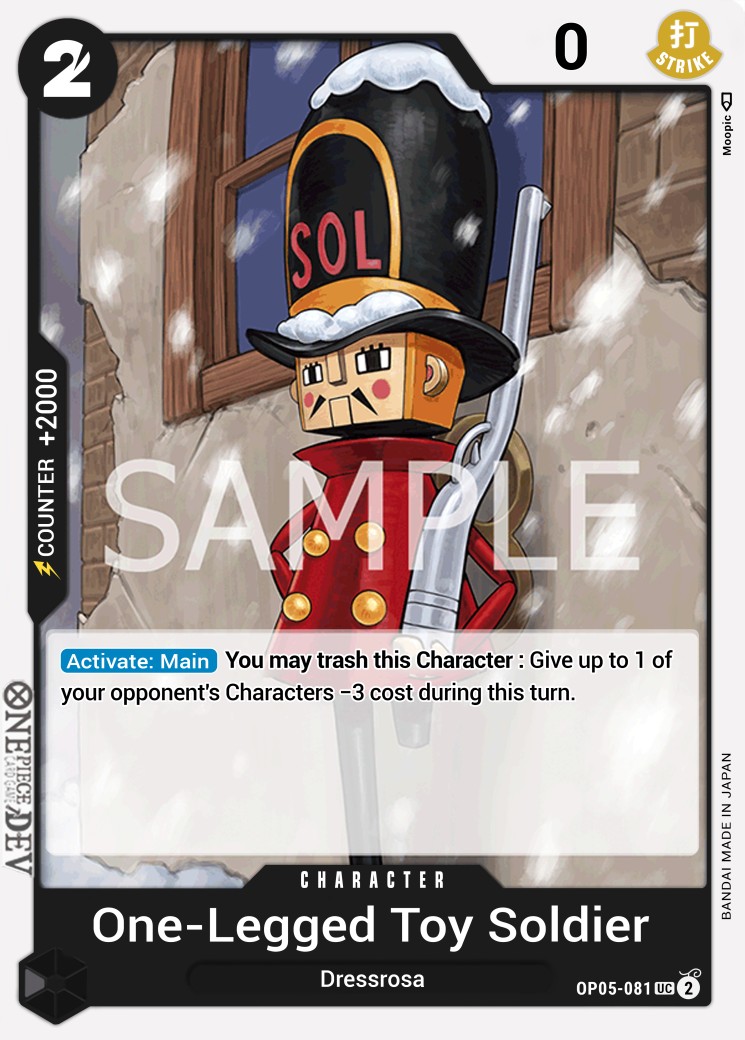 2
0
打
STRIKE
Moopic
SOL
COUNTER +2000
SAMPLE
Activate: Main You may trash this Character : Give up to 1 of
your opponent's Characters −3 cost during this turn.
ONE PIECE
CARD GAME
DEV
BANDAI MADE IN JAPAN
CHARACTER
One-Legged Toy Soldier
Dressrosa
OP05-081 UC 2